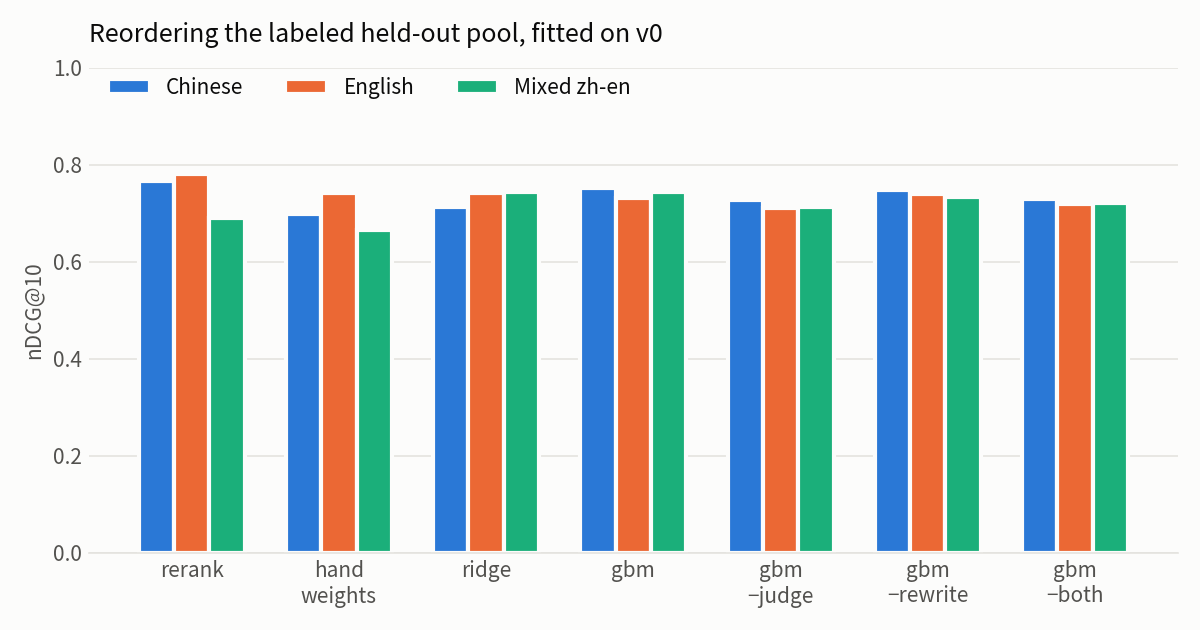 Reordering the labeled held-out pool, fitted on v0
Chinese
English
Mixed zh-en
nDCG@10
1.0
0.8
0.6
0.4
0.2
0.0
rerank
hand
weights
ridge
gbm
gbm
−judge
gbm
−rewrite
gbm
−both